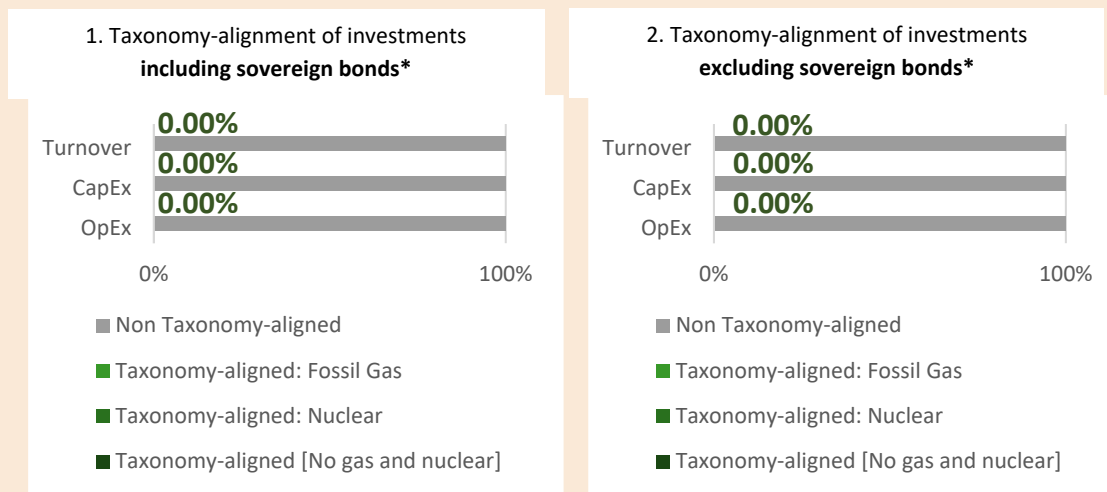 1. Taxonomy-alignment of investments
including sovereign bonds*
0.00%
Turnover
0.00%
CapEx
0.00%
OpEx
0%
100%
Non Taxonomy-aligned
Taxonomy-aligned: Fossil Gas
Taxonomy-aligned: Nuclear
Taxonomy-aligned [No gas and nuclear]
2. Taxonomy-alignment of investments
excluding sovereign bonds*
0.00%
Turnover
0.00%
CapEx
0.00%
OpEx
0%
100%
Non Taxonomy-aligned
Taxonomy-aligned: Fossil Gas
Taxonomy-aligned: Nuclear
Taxonomy-aligned [No gas and nuclear]